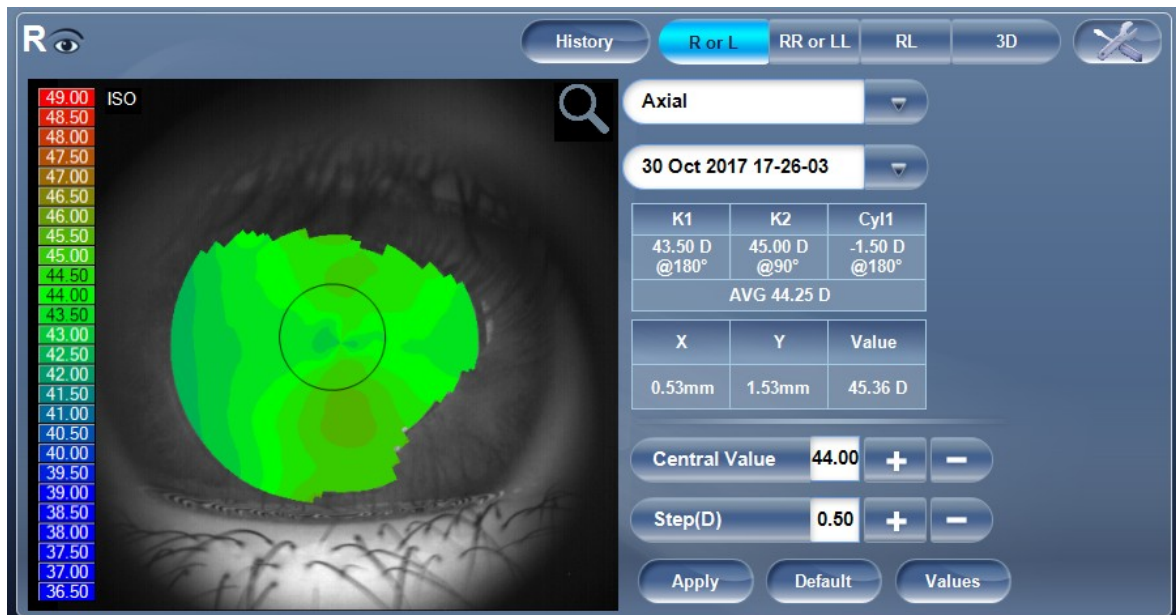 R
History
R or L
RR or LL
RL
3D
ISO
49.00
48.50
48.00
47.50
47.00
46.50
46.00
45.50
45.00
44.50
44.00
43.50
43.00
42.50
42.00
41.50
41.00
40.50
40.00
39.50
39.00
38.50
38.00
37.50
37.00
36.50
Axial
30 Oct 2017 17-26-03
K1 K2 Cyl1
43.50 D 45.00 D -1.50 D
@180° @90° @180°
AVG 44.25 D
X Y Value
0.53mm 1.53mm 45.36 D
Central Value 44.00 + −
Step(D) 0.50 + −
Apply Default Values